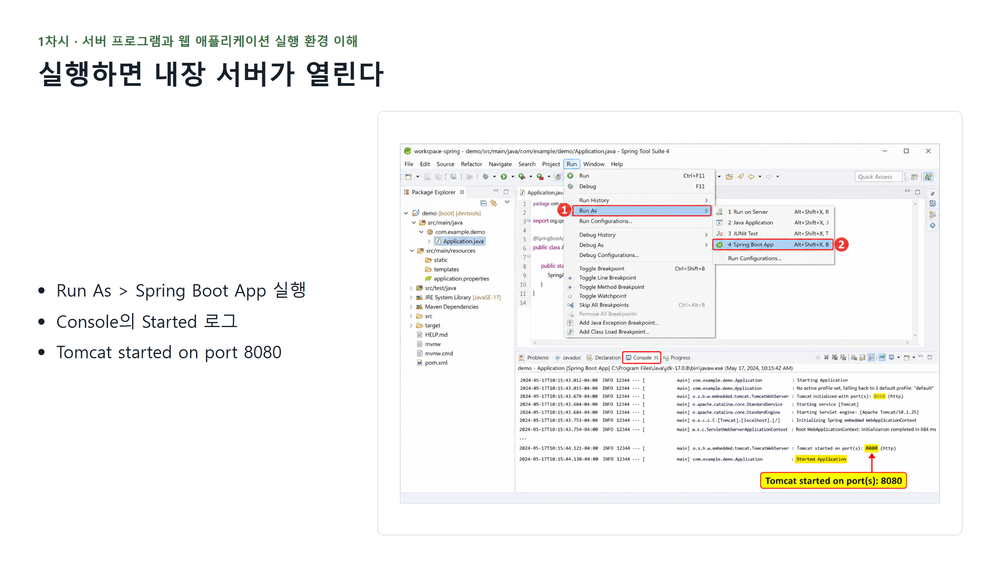 1차시 · 서버 프로그램과 웹 애플리케이션 실행 환경 이해
실행하면 내장 서버가 열린다
• Run As > Spring Boot App 실행
• Console의 Started 로그
• Tomcat started on port 8080
workspace-spring - demo/src/main/java/com/example/demo/Application.java - Spring Tool Suite 4
File Edit Source Refactor Navigate Search Project Run Window Help
Quick Access
Package Explorer
demo [boot] [devtools]
src/main/java
com.example.demo
Application.java
src/main/resources
static
templates
application.properties
src/test/java
JRE System Library [JavaSE-17]
Maven Dependencies
src
target
HELP.md
mvnw
mvnw.cmd
pom.xml
Application.java
1 package com.e
2
3 import org.spr
4
5 @SpringBootAp
6 public class A
7
8 public sta
9 SpringA
10 }
11 }
14
Run Ctrl+F11
Debug F11
Run History
1 Run As
Run Configurations...
Debug History
Debug As
Debug Configurations...
Toggle Breakpoint Ctrl+Shift+B
Toggle Line Breakpoint
Toggle Method Breakpoint
Toggle Watchpoint
Skip All Breakpoints Ctrl+Alt+B
Remove All Breakpoints
Add Java Exception Breakpoint...
Add Class Load Breakpoint...
1 Run on Server Alt+Shift+X, R
2 Java Application Alt+Shift+X, J
Ju 3 JUNit Test Alt+Shift+X, T
4 Spring Boot App Alt+Shift+X, B 2
Run Configurations...
Problems @ Javadoc Declaration Console Progress
demo - Application [Spring Boot App] C:\Program Files\Java\jdk-17.0.8\bin\javaw.exe (May 17, 2024, 10:15:42 AM)
2024-05-17T10:15:43.012-04:00 INFO 12344 --- [ main] com.example.demo.Application : Starting Application
2024-05-17T10:15:43.015-04:00 INFO 12344 --- [ main] com.example.demo.Application : No active profile set, falling back to 1 default profile: "default"
2024-05-17T10:15:43.678-04:00 INFO 12344 --- [ main] o.s.b.w.embedded.tomcat.TomcatWebServer : Tomcat initialized with port(s): 8080 (http)
2024-05-17T10:15:43.684-04:00 INFO 12344 --- [ main] o.apache.catalina.core.StandardService : Starting service [Tomcat]
2024-05-17T10:15:43.684-04:00 INFO 12344 --- [ main] o.apache.catalina.core.StandardEngine : Starting Servlet engine: [Apache Tomcat/10.1.25]
2024-05-17T10:15:43.753-04:00 INFO 12344 --- [ main] o.a.c.c.C.[Tomcat].[localhost].[/] : Initializing Spring embedded WebApplicationContext
2024-05-17T10:15:43.754-04:00 INFO 12344 --- [ main] w.s.c.ServletWebServerApplicationContext : Root WebApplicationContext: initialization completed in 684 ms
...
2024-05-17T10:15:44.121-04:00 INFO 12344 --- [ main] o.s.b.w.embedded.tomcat.TomcatWebServer : Tomcat started on port(s): 8080 (http)
2024-05-17T10:15:44.130-04:00 INFO 12344 --- [ main] com.example.demo.Application : Started Application
Tomcat started on port(s): 8080